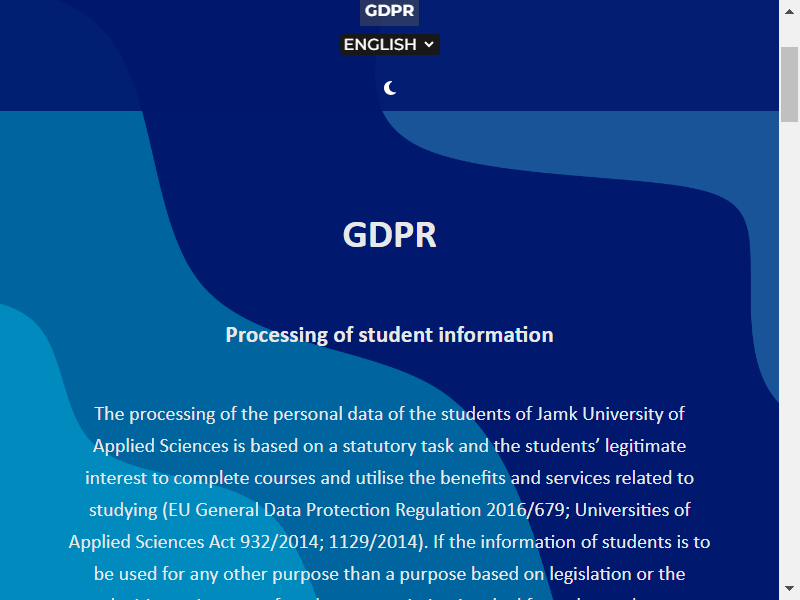 GDPR
ENGLISH
GDPR
Processing of student information
The processing of the personal data of the students of Jamk University of
Applied Sciences is based on a statutory task and the students’ legitimate
interest to complete courses and utilise the benefits and services related to
studying (EU General Data Protection Regulation 2016/679; Universities of
Applied Sciences Act 932/2014; 1129/2014). If the information of students is to
be used for any other purpose than a purpose based on legislation or the